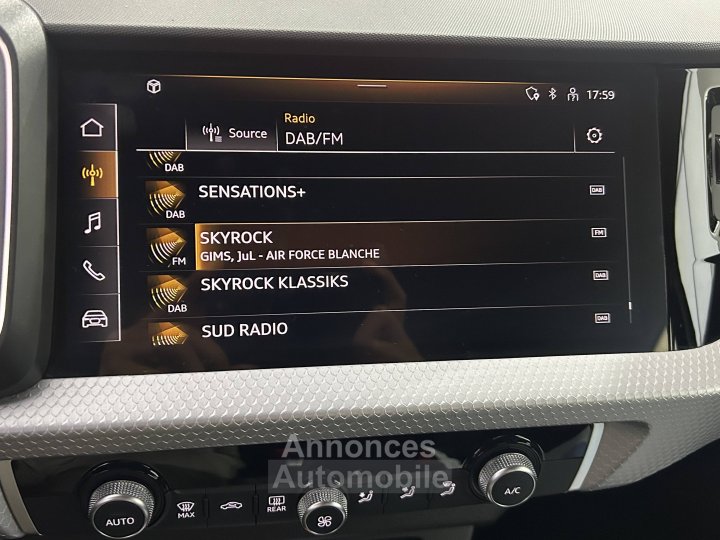 17:59
Source
Radio
DAB/FM
DAB
SENSATIONS+
DAB
DAB
SKYROCK
FM
FM
GIMS, JuL - AIR FORCE BLANCHE
SKYROCK KLASSIKS
DAB
DAB
SUD RADIO
DAB
Annonces
Automobile
AUTO
MAX
REAR
A/C